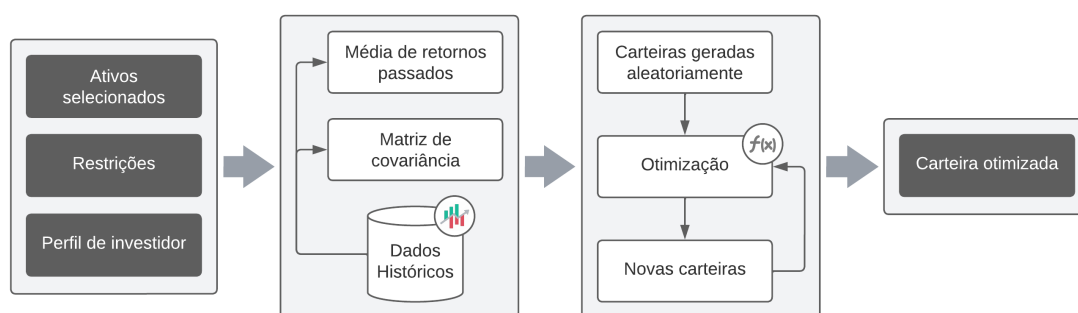 Ativos
selecionados
Restrições
Perfil de investidor
Média de retornos
passados
Matriz de
covariância
Dados
Históricos
Carteiras geradas
aleatoriamente
Otimização
f(x)
Novas carteiras
Carteira otimizada